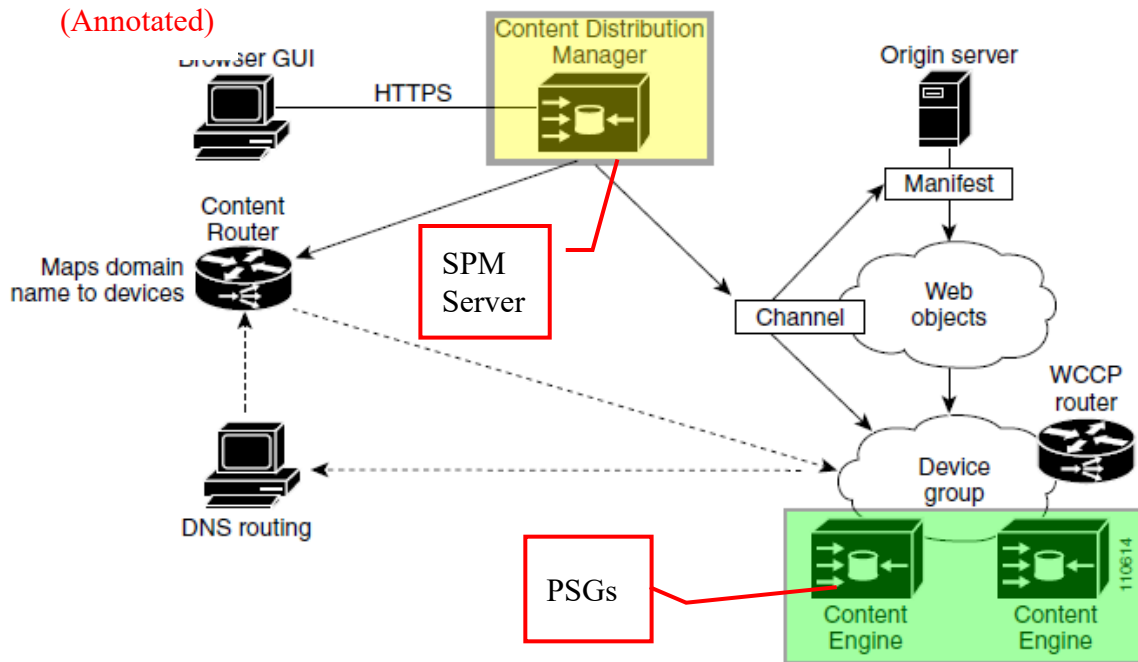 (Annotated)
Browser GUI
HTTPS
Content Distribution
Manager
Origin server
Manifest
Content
Router
Maps domain
name to devices
SPM
Server
Channel
Web
objects
WCCP
router
Device
group
DNS routing
PSGs
Content
Engine
Content
Engine
110614